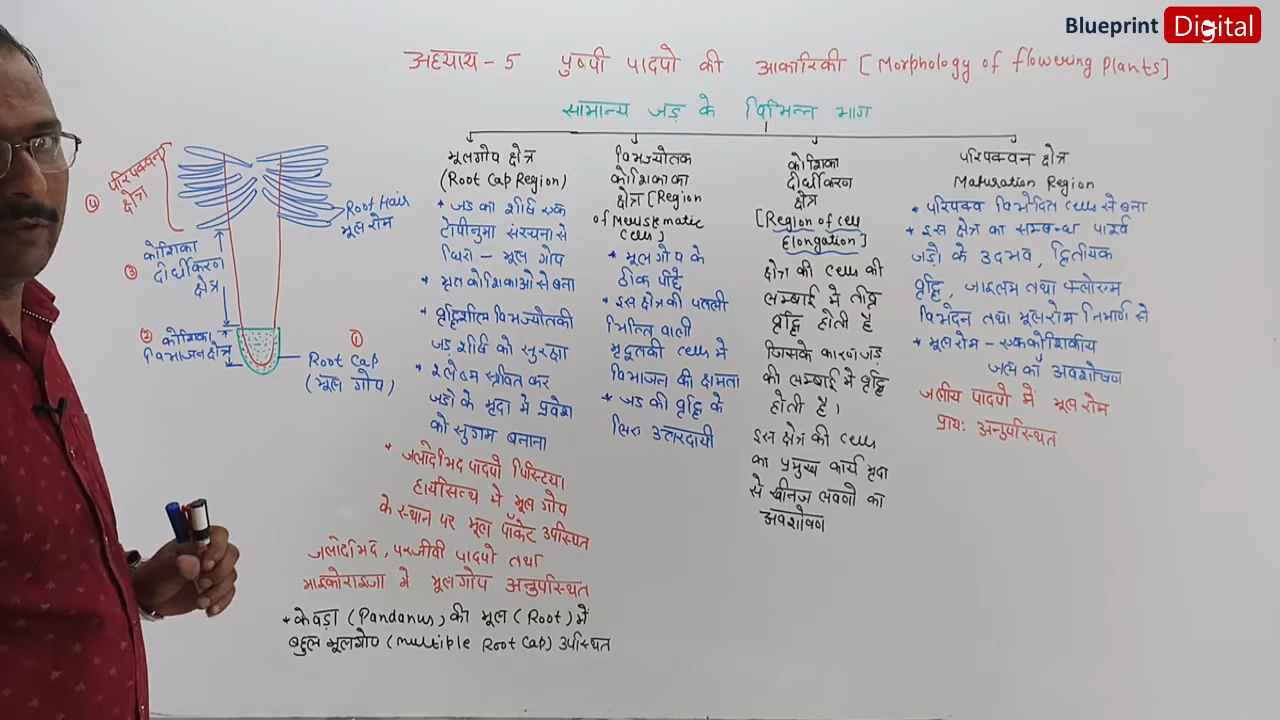 Blueprint Digital
अध्याय - 5 पुष्पी पादपो की आकारिकी [Morphology of flowering Plants]
सामान्य जड़ के विभिन्न भाग
④ परिपक्वन
क्षेत्र
Root Hair
मूल रोम
③ कोशिका
दीर्घीकरण
क्षेत्र
② कोशिका
विभाजन क्षेत्र
①
Root Cap
(मूल गोप)
मूलगोप क्षेत्र
(Root Cap Region)
* जड का शीर्ष एक
टोपीनुमा संरचना से
घिरी - मूल गोप
* मृत कोशिकाओ से बना
* वृद्धिशील विभज्योतकी
जड शीर्ष को सुरक्षा
* श्लेष्म स्त्रावित कर
जडो के मृदा मे प्रवेश
को सुगम बनाना
* जलोदभिद पादपो पिस्टिया
हायसिन्थ मे मूल गोप
के स्थान पर मूल पॉकेट उपस्थित
जलोदभिद, परजीवी पादपो तथा
माइकोराइजा मे मूल गोप अनुपस्थित
* केवड़ा (Pandanus) की मूल (Root) में
बहुल मूलगोप (multiple Root Cap) उपस्थित
विभज्योतक
कोशिका का
क्षेत्र [Region
of Meristematic
Cells]
* मूल गोप के
ठीक पीछे
* इस क्षेत्र की पतली
भित्ति वाली
मृदूतकी cells मे
विभाजन की क्षमता
* जड की वृद्धि के
लिए उत्तरदायी
कोशिका
दीर्घीकरण
क्षेत्र
[Region of cell
Elongation]
क्षेत्र की cells की
लम्बाई मे तीव्र
वृद्धि होती है
जिसके कारण जड
की लम्बाई मे वृद्धि
होती है।
इस क्षेत्र की cells
का प्रमुख कार्य मृदा
से खनिज लवणो का
अवशोषण
परिपक्वन क्षेत्र
Maturation Region
* परिपक्व विभेदित cells से बना
* इस क्षेत्र का सम्बन्ध पार्श्व
जड़ो के उदभव, द्वितीयक
वृद्धि, जाइलम तथा फ्लोएम
विभेदन तथा मूलरोम निर्माण से
* मूल रोम - एककोशिकीय
जल का अवशोषण
जलीय पादपो में मूल रोम
प्रायः अनुपस्थित